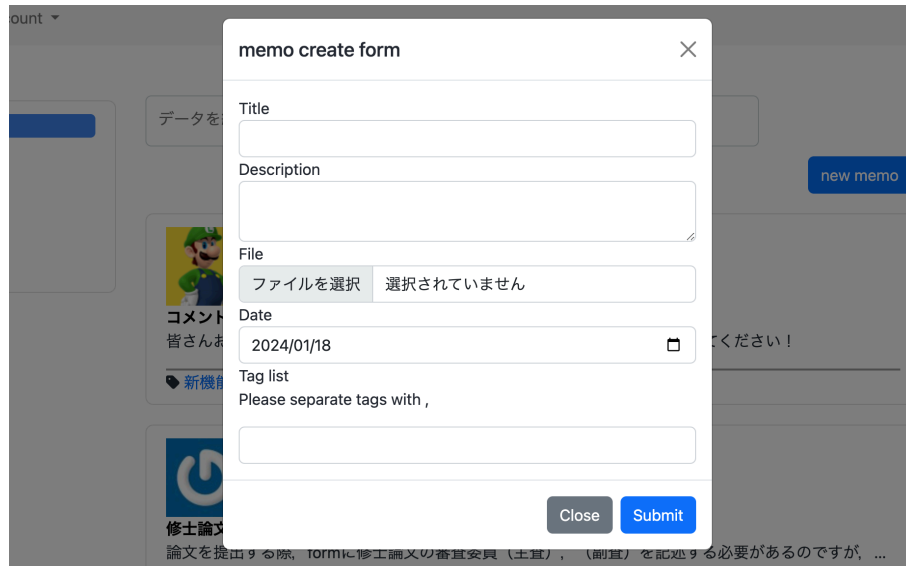 count
memo create form
データを
Title
Description
new memo
File
ファイルを選択 選択されていません
Date
コメント
皆さんお
てください！
2024/01/18
Tag list
新機能
Please separate tags with ,
Close Submit
修士論文
論文を提出する際，formに修士論文の審査委員（主査），（副査）を記述する必要があるのですが，...